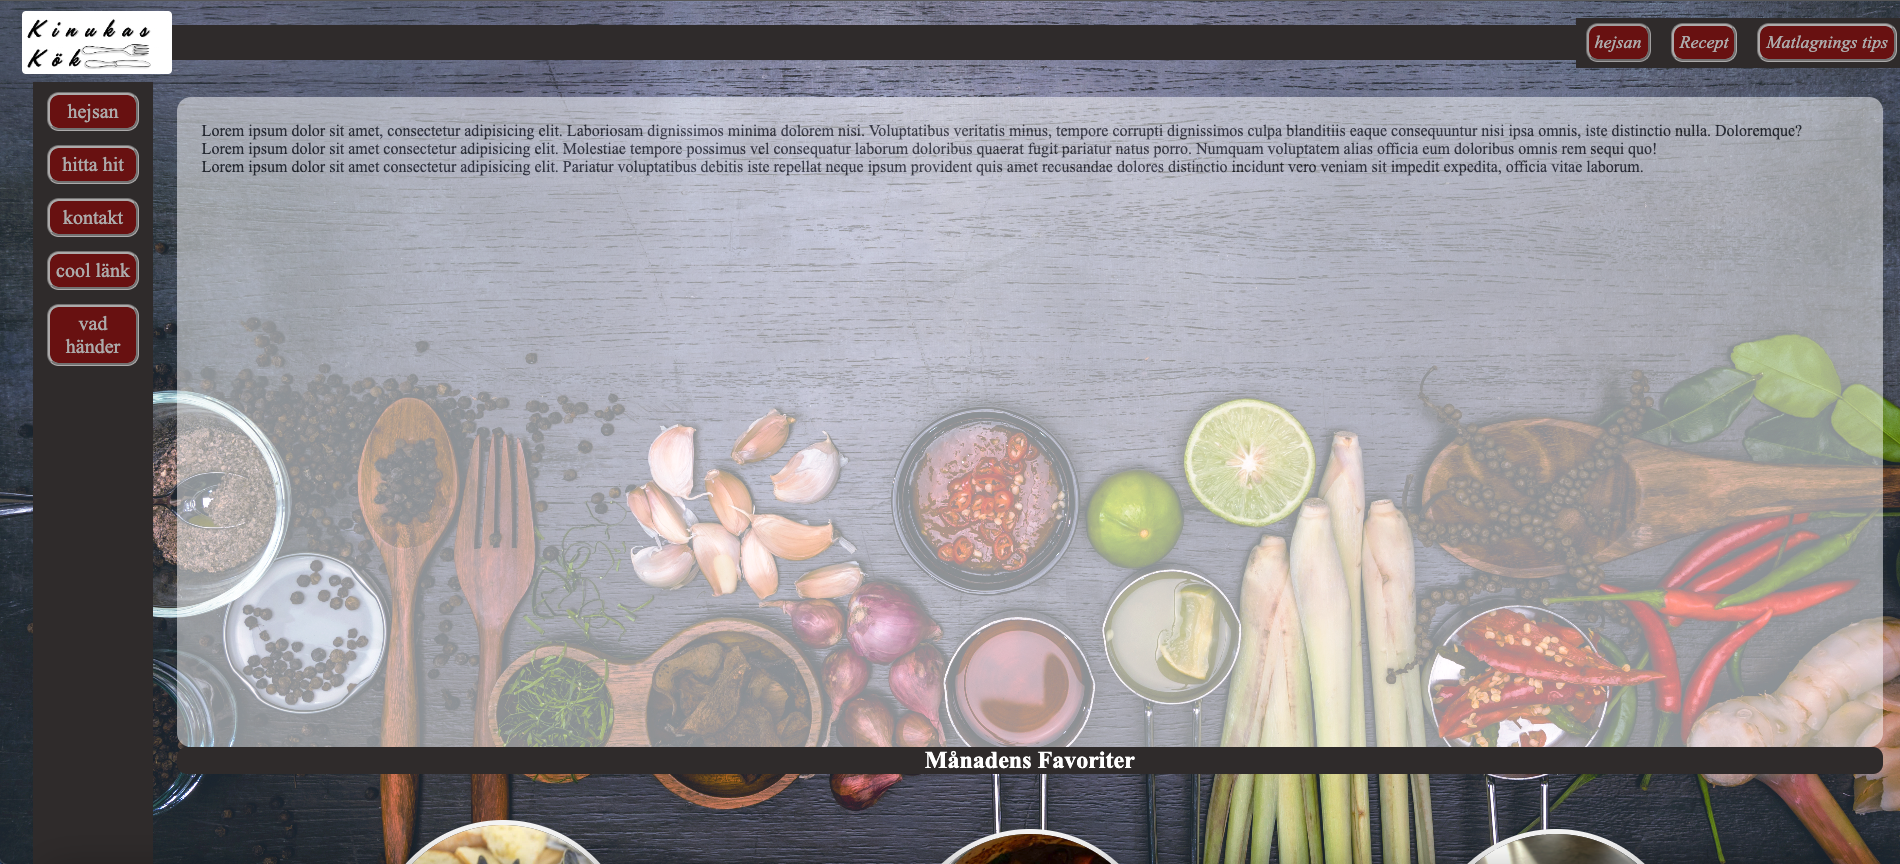 Kinukas
Kök
hejsan
Recept
Matlagnings tips
hejsan
hitta hit
kontakt
cool länk
vad
händer
Lorem ipsum dolor sit amet, consectetur adipisicing elit. Laboriosam dignissimos minima dolorem nisi. Voluptatibus veritatis minus, tempore corrupti dignissimos culpa blanditiis eaque consequuntur nisi ipsa omnis, iste distinctio nulla. Doloremque?
Lorem ipsum dolor sit amet consectetur adipisicing elit. Molestiae tempore possimus vel consequatur laborum doloribus quaerat fugit pariatur natus porro. Numquam voluptatem alias officia eum doloribus omnis rem sequi quo!
Lorem ipsum dolor sit amet consectetur adipisicing elit. Pariatur voluptatibus debitis iste repellat neque ipsum provident quis amet recusandae dolores distinctio incidunt vero veniam sit impedit expedita, officia vitae laborum.
Månadens Favoriter